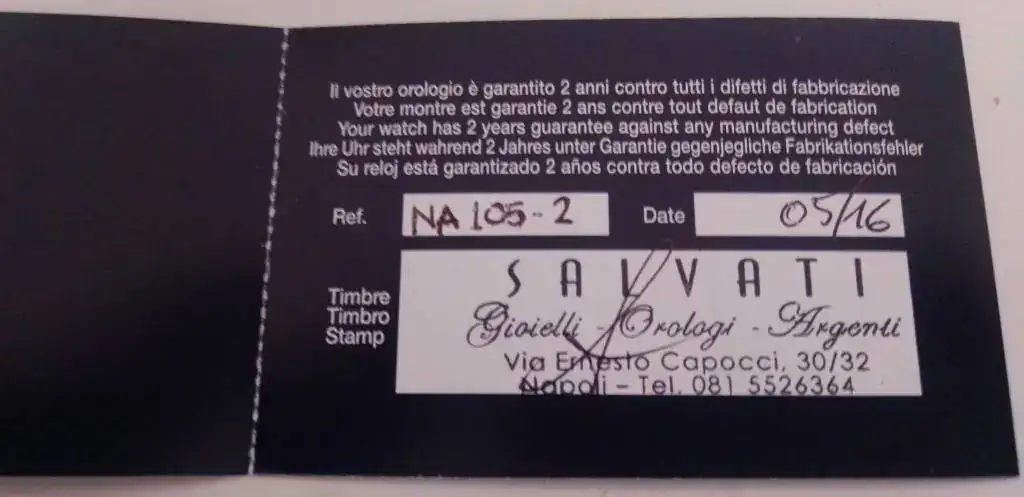 Il vostro orologio è garantito 2 anni contro tutti i difetti di fabbricazione
Votre montre est garantie 2 ans contre tout defaut de fabrication
Your watch has 2 years guarantee against any manufacturing defect
Ihre Uhr steht wahrend 2 Jahres unter Garantie gegenjegliche Fabrikationsfehler
Su reloj está garantizado 2 años contra todo defecto de fabricación
Ref. NA 105-2 Date 05/16
Timbre
Timbro
Stamp
SALVATI
Gioielli - Orologi - Argenti
Via Ernesto Capocci, 30/32
Napoli - Tel. 081 5526364